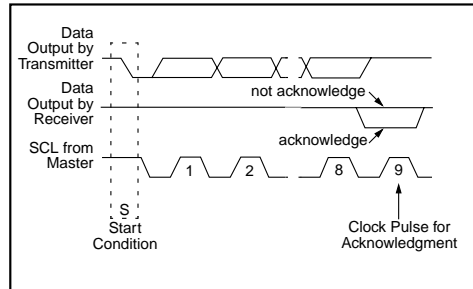 Data
Output by
Transmitter
Data
Output by
Receiver
not acknowledge
acknowledge
SCL from
Master
1 2 8 9
S
Start
Condition
Clock Pulse for
Acknowledgment